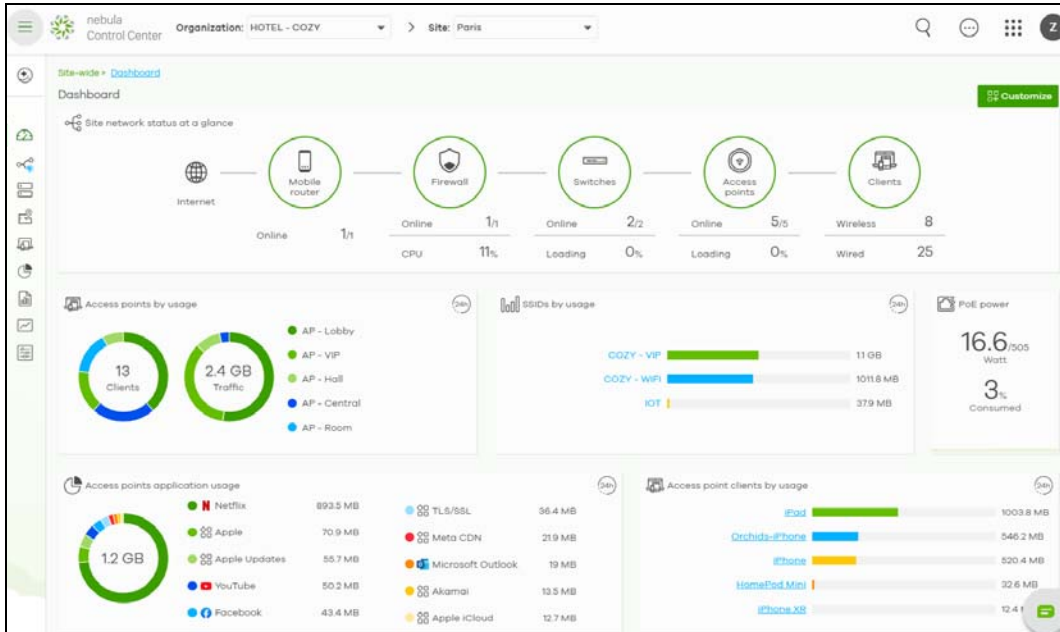 nebula
Control Center
Organization: HOTEL - COZY > Site: Paris
Z
Site-wide ▸ Dashboard
Dashboard
Customize
Site network status at a glance
Internet
Mobile router
Firewall
Switches
Access points
Clients
Online 1/1
Online 1/1
Online 2/2
Online 5/5
Wireless 8
CPU 11%
Loading 0%
Loading 0%
Wired 25
Access points by usage
24h
13
Clients
2.4 GB
Traffic
AP - Lobby
AP - VIP
AP - Hall
AP - Central
AP - Room
SSIDs by usage
24h
COZY - VIP 1.1 GB
COZY - WIFI 1011.8 MB
IOT 37.9 MB
PoE power
16.6/505
Watt
3%
Consumed
Access points application usage
24h
1.2 GB
Netflix 893.5 MB
Apple 70.9 MB
Apple Updates 55.7 MB
YouTube 50.2 MB
Facebook 43.4 MB
TLS/SSL 36.4 MB
Meta CDN 21.9 MB
Microsoft Outlook 19 MB
Akamai 13.5 MB
Apple iCloud 12.7 MB
Access point clients by usage
24h
iPad 1003.8 MB
Orchids-iPhone 546.2 MB
iPhone 520.4 MB
HomePod Mini 32.6 MB
iPhone XR 12.4